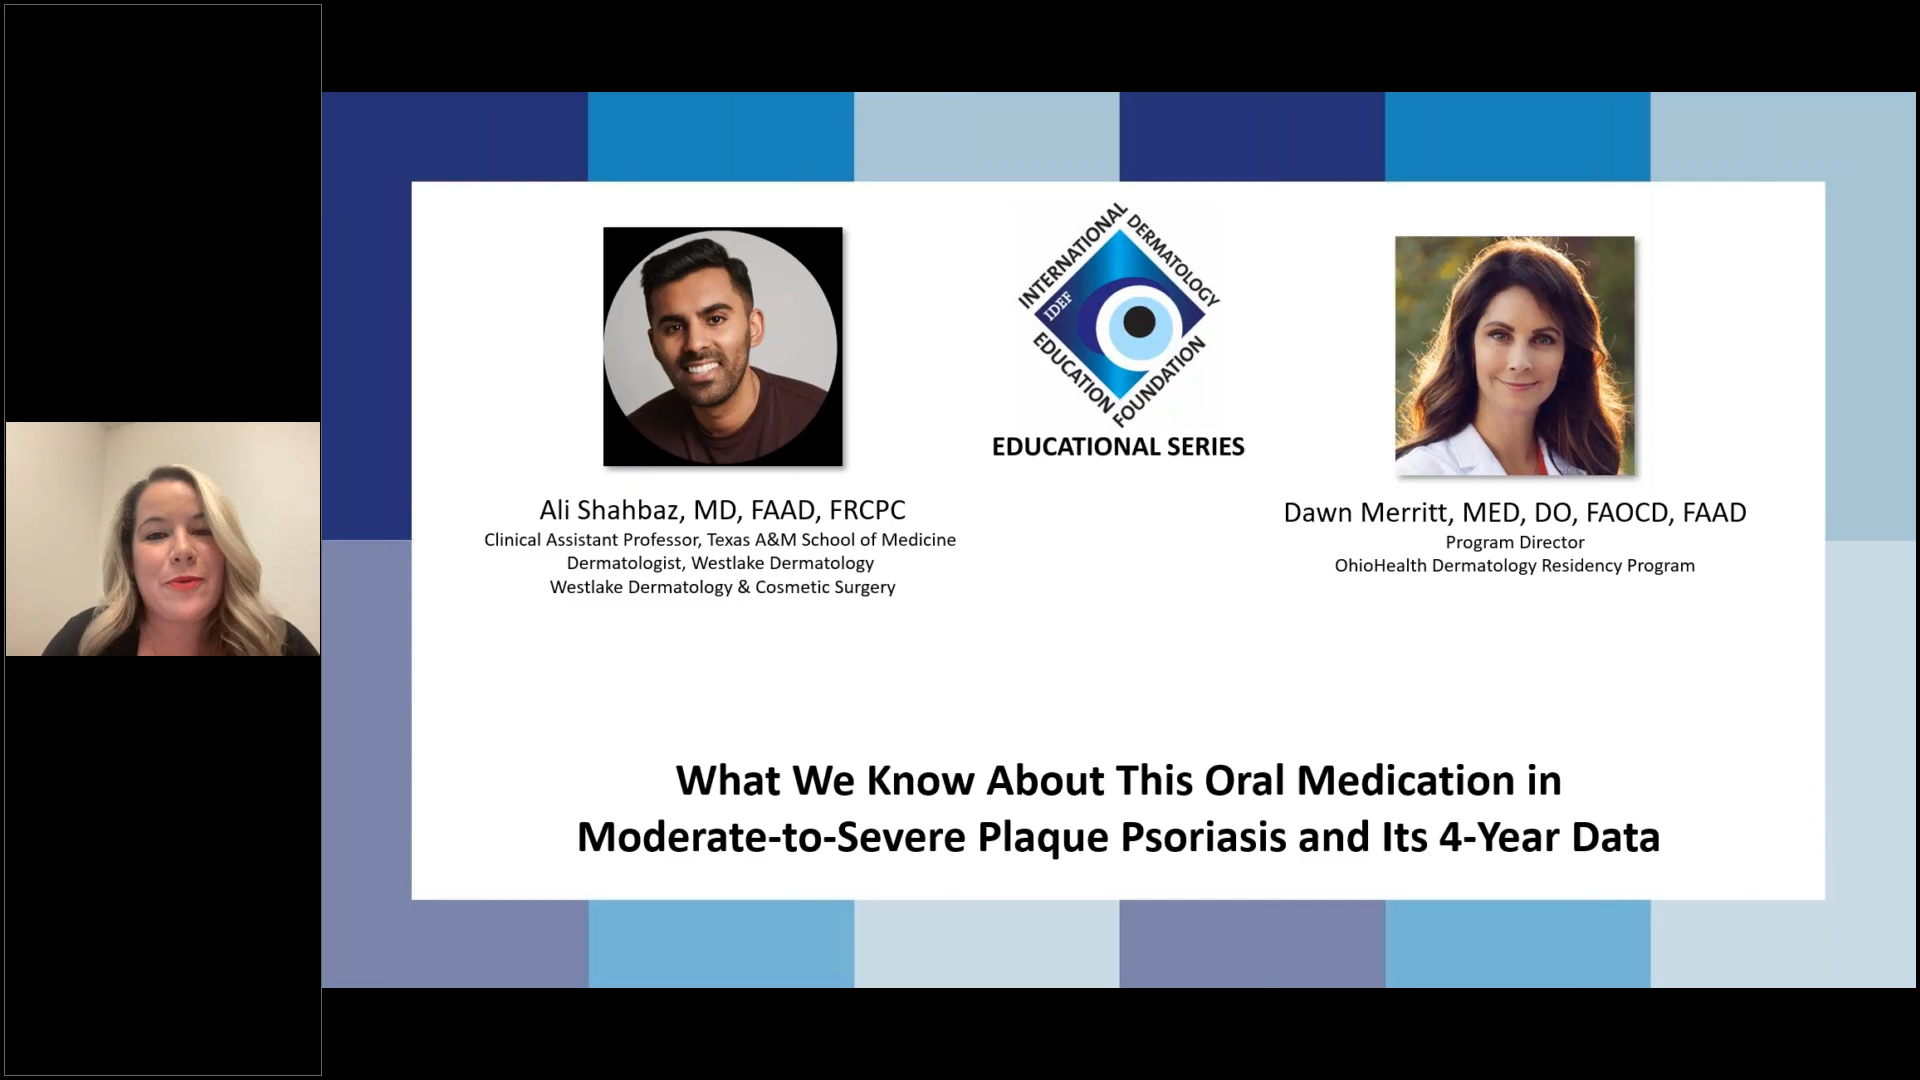 INTERNATIONAL
DERMATOLOGY
IDEF
EDUCATION
FOUNDATION
EDUCATIONAL SERIES
Ali Shahbaz, MD, FAAD, FRCPC
Clinical Assistant Professor, Texas A&M School of Medicine
Dermatologist, Westlake Dermatology
Westlake Dermatology & Cosmetic Surgery
Dawn Merritt, MED, DO, FAOCD, FAAD
Program Director
OhioHealth Dermatology Residency Program
What We Know About This Oral Medication in
Moderate-to-Severe Plaque Psoriasis and Its 4-Year Data